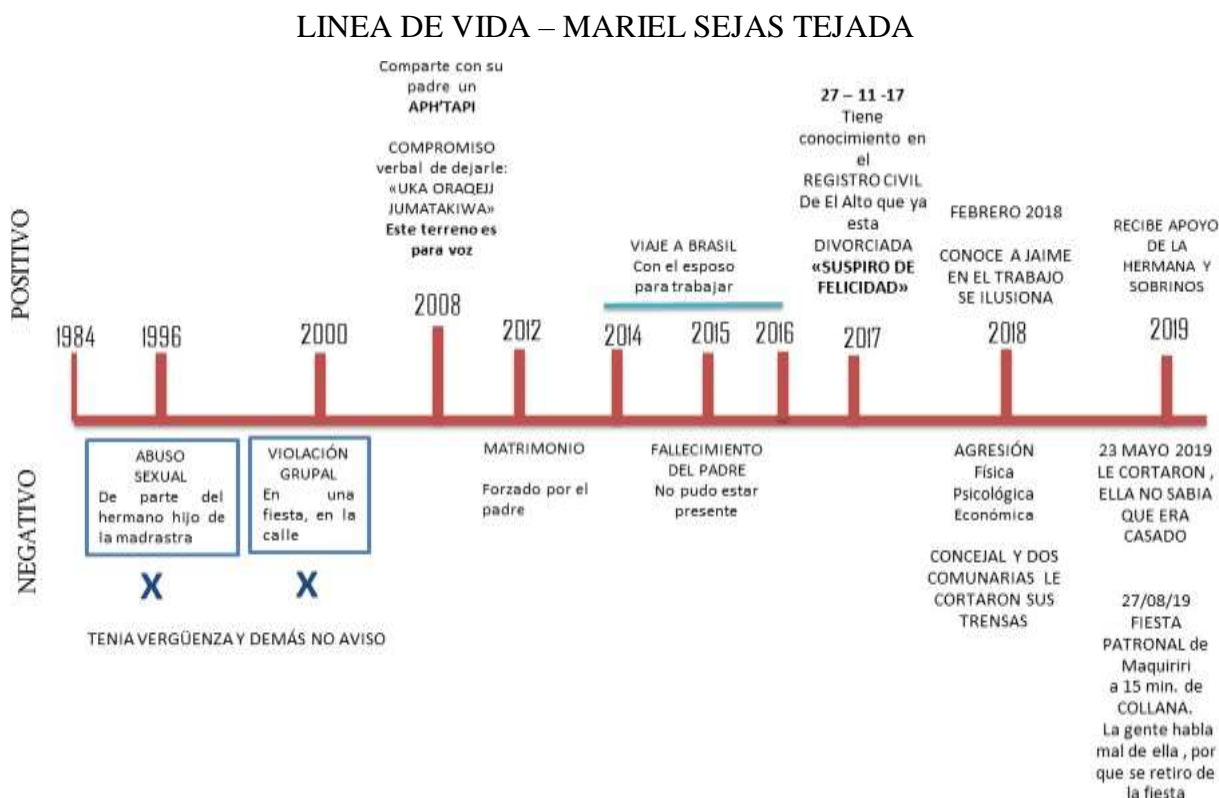 LINEA DE VIDA – MARIEL SEJAS TEJADA
POSITIVO
Comparte con su
padre un
APH'TAPI
COMPROMISO
verbal de dejarle:
«UKA ORAQEJJ
JUMATAKIWA»
Este terreno es
para voz
VIAJE A BRASIL
Con el esposo
para trabajar
27 – 11 -17
Tiene
conocimiento en
el
REGISTRO CIVIL
De El Alto que ya
esta
DIVORCIADA
«SUSPIRO DE
FELICIDAD»
FEBRERO 2018
CONOCE A JAIME
EN EL TRABAJO
SE ILUSIONA
RECIBE APOYO
DE LA
HERMANA Y
SOBRINOS
1984 1996 2000 2008 2012 2014 2015 2016 2017 2018 2019
NEGATIVO
ABUSO
SEXUAL
De parte del
hermano hijo de
la madrastra
X
VIOLACIÓN
GRUPAL
En una
fiesta, en la
calle
X
TENIA VERGÜENZA Y DEMÁS NO AVISO
MATRIMONIO
Forzado por el
padre
FALLECIMIENTO
DEL PADRE
No pudo estar
presente
AGRESIÓN
Física
Psicológica
Económica
CONCEJAL Y DOS
COMUNARIAS LE
CORTARON SUS
TRENSAS
23 MAYO 2019
LE CORTARON ,
ELLA NO SABIA
QUE ERA
CASADO
27/08/19
FIESTA
PATRONAL de
Maquiriri
a 15 min. de
COLLANA.
La gente habla
mal de ella , por
que se retiro de
la fiesta